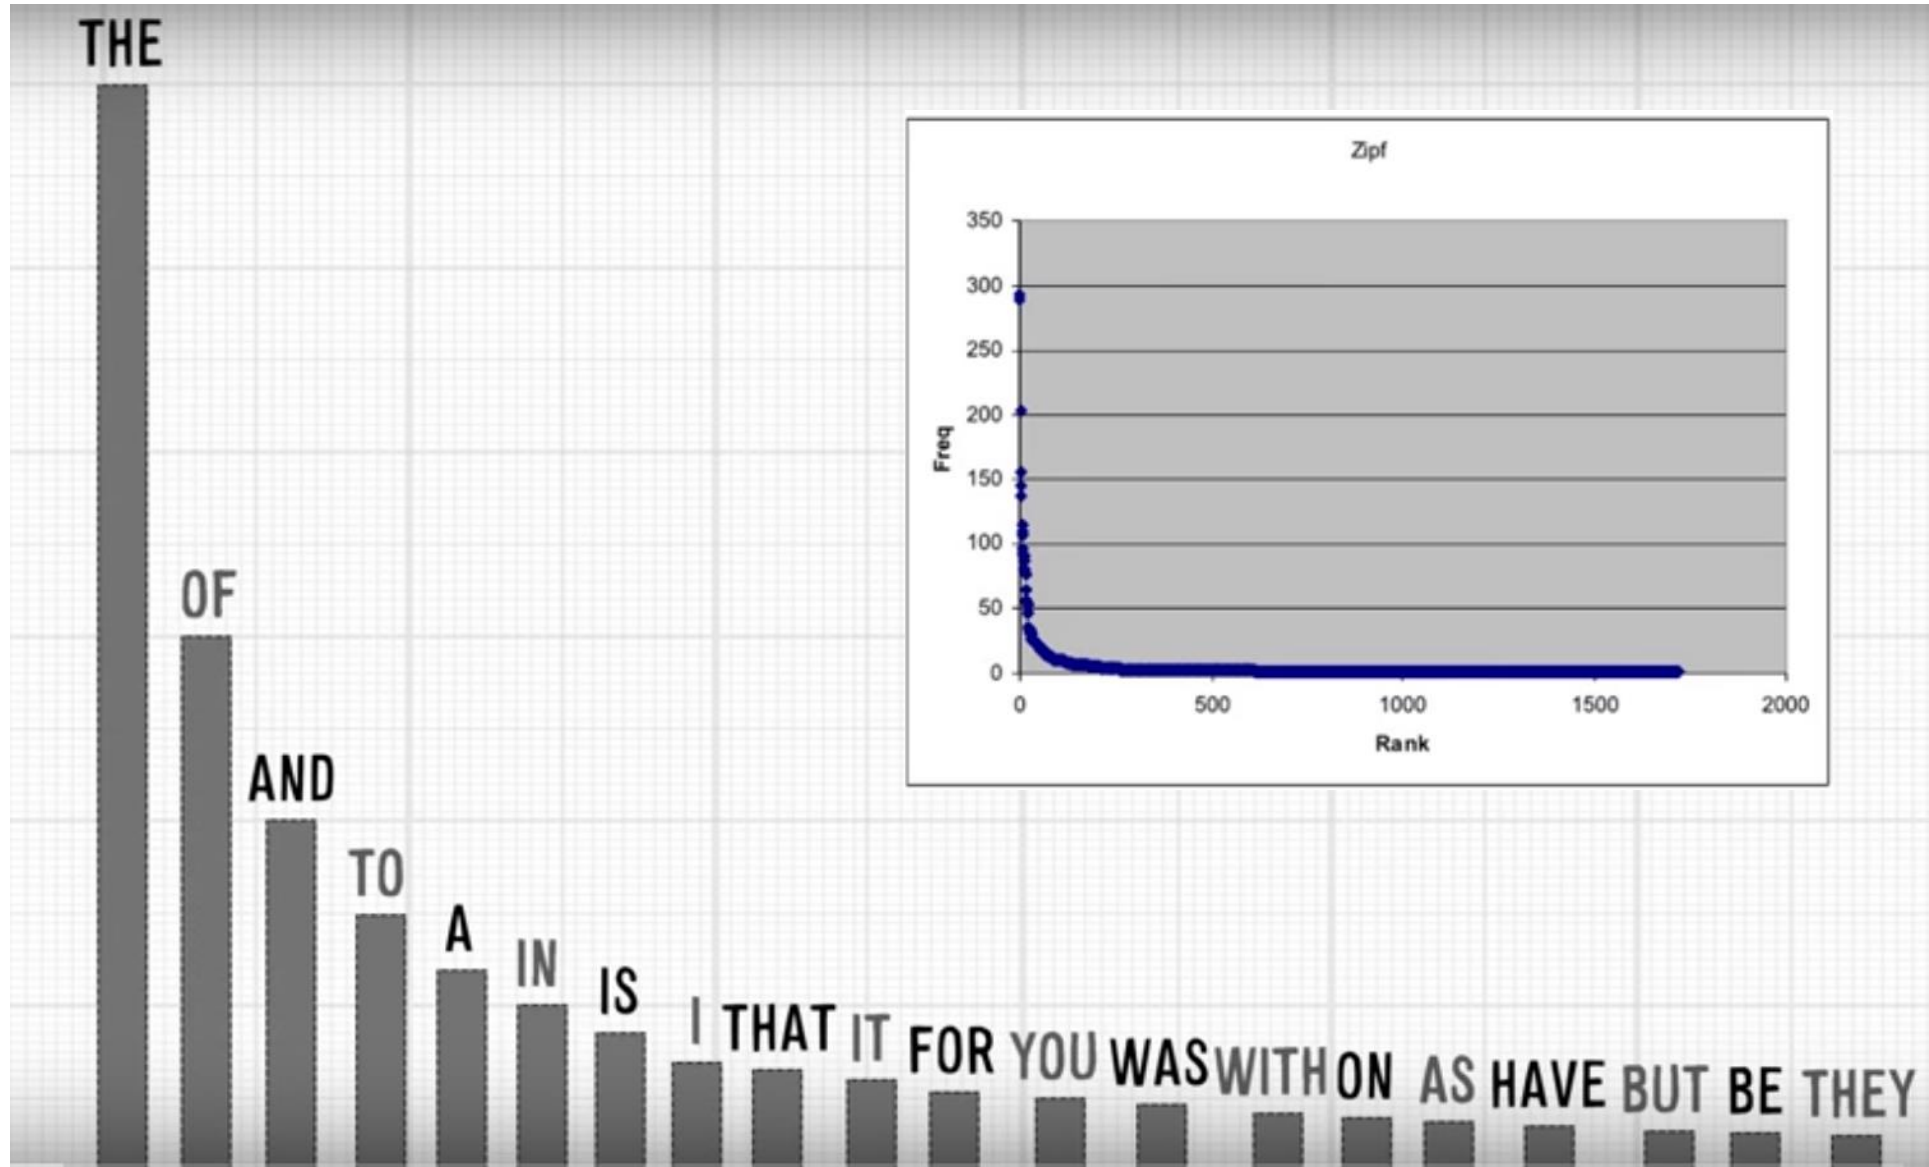 THE
OF
AND
TO
A
IN
IS
I
THAT
IT
FOR
YOU
WAS
WITH
ON
AS
HAVE
BUT
BE
THEY
Zipf
350
300
250
200
150
100
50
0
Freq
0 500 1000 1500 2000
Rank